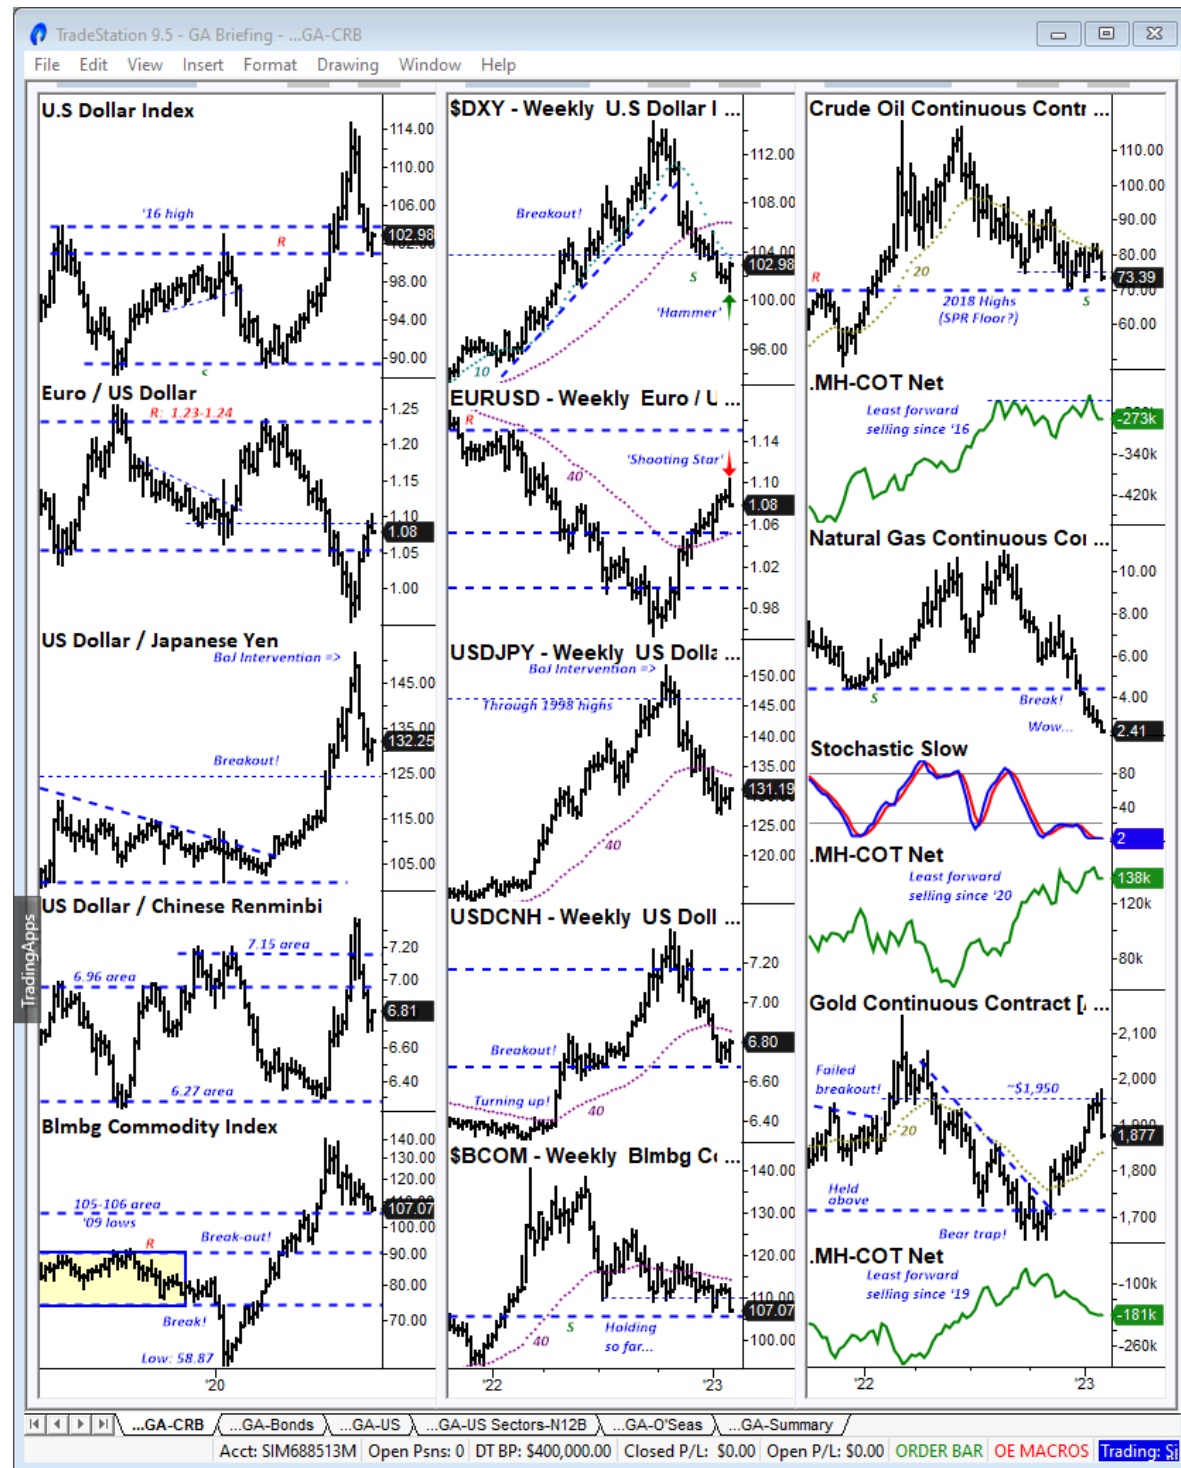 TradeStation 9.5 - GA Briefing - ...GA-CRB
File Edit View Insert Format Drawing Window Help
U.S Dollar Index
114.00
110.00
106.00
102.98
98.00
94.00
90.00
'16 high
R
Euro / US Dollar
R: 1.23-1.24
1.25
1.20
1.15
1.10
1.08
1.05
1.00
US Dollar / Japanese Yen
BoJ Intervention =>
145.00
135.00
132.25
125.00
115.00
105.00
Breakout!
US Dollar / Chinese Renminbi
7.15 area
7.20
6.96 area
7.00
6.81
6.60
6.40
6.27 area
Blmbg Commodity Index
140.00
130.00
120.00
107.07
100.00
90.00
80.00
70.00
105-106 area
'09 lows
R
Break-out!
Break!
Low: 58.87
'20
$DXY - Weekly U.S Dollar I ...
112.00
108.00
104.00
102.98
100.00
96.00
Breakout!
S
'Hammer'
10
EURUSD - Weekly Euro / U ...
R
1.14
'Shooting Star'
40
1.10
1.08
1.06
1.02
0.98
USDJPY - Weekly US Dolla ...
BoJ Intervention =>
Through 1998 highs
150.00
145.00
140.00
135.00
131.19
125.00
120.00
40
USDCNH - Weekly US Doll ...
7.20
7.00
6.80
6.60
6.40
Breakout!
Turning up!
40
$BCOM - Weekly Blmbg Co ...
140.00
130.00
120.00
110.00
107.07
100.00
40
S
Holding
so far...
'22 '23
Crude Oil Continuous Contr ...
110.00
100.00
90.00
80.00
73.39
70.00
60.00
R
20
2018 Highs
(SPR Floor?)
S
.MH-COT Net
Least forward
selling since '16
-273k
-340k
-420k
Natural Gas Continuous Coi ...
10.00
8.00
6.00
4.00
2.41
S
Break!
Wow...
Stochastic Slow
80
40
2
.MH-COT Net
Least forward
selling since '20
138k
120k
80k
Gold Continuous Contract [/ ...
2,100
2,000
1,877
1,800
1,700
Failed
breakout!
~$1,950
20
Held
above
Bear trap!
.MH-COT Net
Least forward
selling since '19
-100k
-181k
-260k
'22 '23
TradingApps
...GA-CRB ...GA-Bonds ...GA-US ...GA-US Sectors-N12B ...GA-O'Seas ...GA-Summary
Acct: SIM688513M Open Psns: 0 DT BP: $400,000.00 Closed P/L: $0.00 Open P/L: $0.00 ORDER BAR OE MACROS Trading: